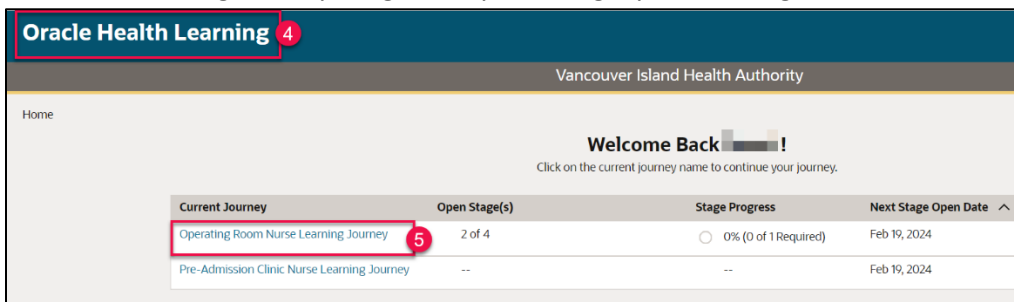 Oracle Health Learning 4
Vancouver Island Health Authority
Home
Welcome Back !
Click on the current journey name to continue your journey.
Current Journey Open Stage(s) Stage Progress Next Stage Open Date
Operating Room Nurse Learning Journey 5 2 of 4 0% (0 of 1 Required) Feb 19, 2024
Pre-Admission Clinic Nurse Learning Journey -- -- Feb 19, 2024